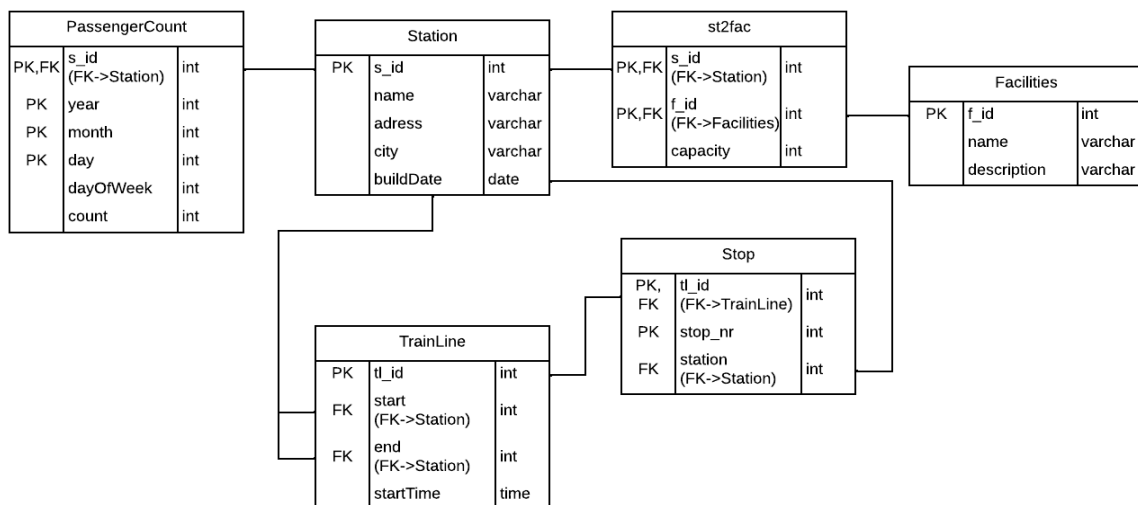 PassengerCount
PK,FK s_id int
(FK->Station)
PK year int
PK month int
PK day int
dayOfWeek int
count int
Station
PK s_id int
name varchar
adress varchar
city varchar
buildDate date
st2fac
PK,FK s_id int
(FK->Station)
PK,FK f_id int
(FK->Facilities)
capacity int
Facilities
PK f_id int
name varchar
description varchar
Stop
PK, tl_id int
FK (FK->TrainLine)
PK stop_nr int
FK station int
(FK->Station)
TrainLine
PK tl_id int
FK start int
(FK->Station)
FK end int
(FK->Station)
startTime time